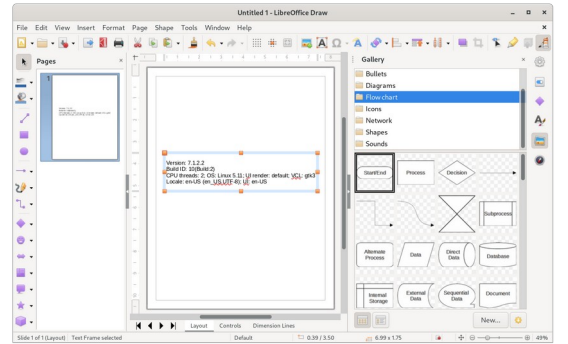 Untitled 1 - LibreOffice Draw
File Edit View Insert Format Page Shape Tools Window Help
Pages
1
Version: 7.1.2.2
Build ID: 10(Build:2)
CPU threads: 2; OS: Linux 5.11; UI render: default; VCL: gtk3
Locale: en-US (en_US.UTF-8); UI: en-US
Layout Controls Dimension Lines
Gallery
Bullets
Diagrams
Flow chart
Icons
Network
Shapes
Sounds
Start/End Process Decision
Subprocess
Alternate Process Data Direct Data Database
Internal Storage External Data Sequential Data Document
New...
Slide 1 of 1 (Layout) Text Frame selected Default 0.39 / 3.50 6.99 x 1.75 49%